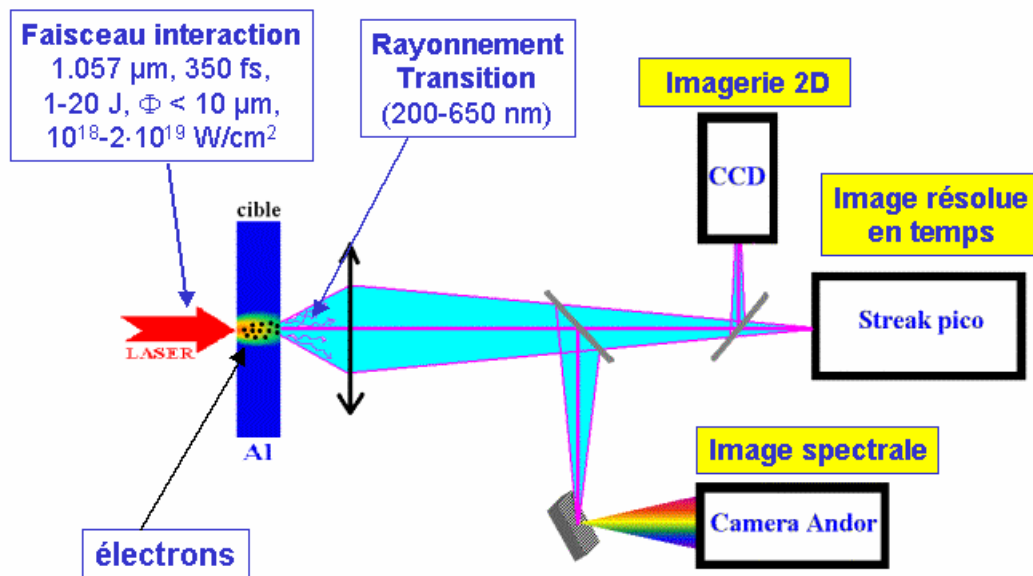 Faisceau interaction
1.057 µm, 350 fs,
1-20 J, Φ < 10 µm,
10¹⁸-2·10¹⁹ W/cm²
Rayonnement
Transition
(200-650 nm)
Imagerie 2D
CCD
Image résolue
en temps
Streak pico
cible
LASER
Al
électrons
Image spectrale
Camera Andor